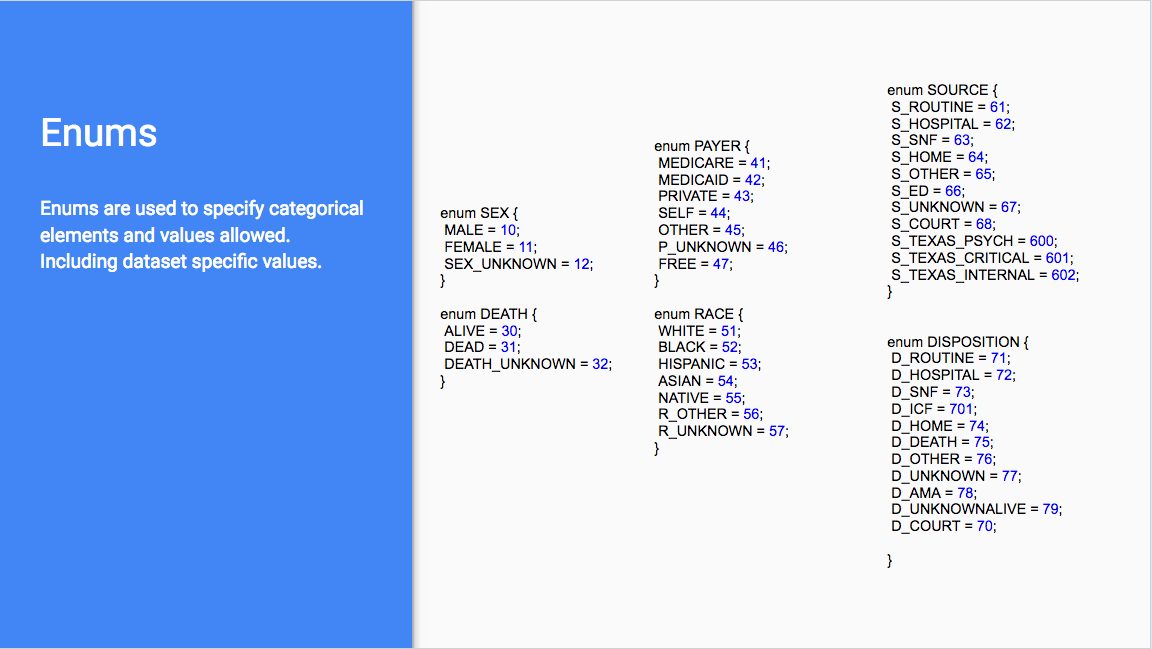 Enums
Enums are used to specify categorical
elements and values allowed.
Including dataset specific values.
enum SEX {
MALE = 10;
FEMALE = 11;
SEX_UNKNOWN = 12;
}
enum DEATH {
ALIVE = 30;
DEAD = 31;
DEATH_UNKNOWN = 32;
}
enum PAYER {
MEDICARE = 41;
MEDICAID = 42;
PRIVATE = 43;
SELF = 44;
OTHER = 45;
P_UNKNOWN = 46;
FREE = 47;
}
enum RACE {
WHITE = 51;
BLACK = 52;
HISPANIC = 53;
ASIAN = 54;
NATIVE = 55;
R_OTHER = 56;
R_UNKNOWN = 57;
}
enum SOURCE {
S_ROUTINE = 61;
S_HOSPITAL = 62;
S_SNF = 63;
S_HOME = 64;
S_OTHER = 65;
S_ED = 66;
S_UNKNOWN = 67;
S_COURT = 68;
S_TEXAS_PSYCH = 600;
S_TEXAS_CRITICAL = 601;
S_TEXAS_INTERNAL = 602;
}
enum DISPOSITION {
D_ROUTINE = 71;
D_HOSPITAL = 72;
D_SNF = 73;
D_ICF = 701;
D_HOME = 74;
D_DEATH = 75;
D_OTHER = 76;
D_UNKNOWN = 77;
D_AMA = 78;
D_UNKNOWNALIVE = 79;
D_COURT = 70;
}